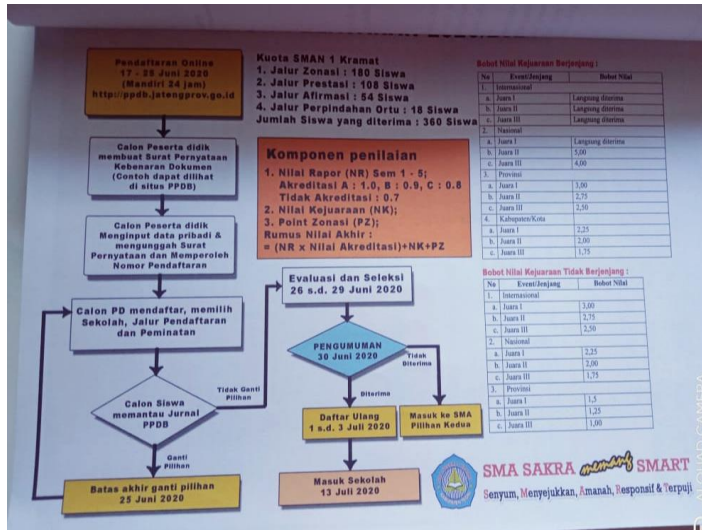 Pendaftaran Online
17 - 25 Juni 2020
(Mandiri 24 jam)
http://ppdb.jatengprov.go.id
Calon Peserta didik
membuat Surat Pernyataan
Kebenaran Dokumen
(Contoh dapat dilihat
di situs PPDB)
Calon Peserta didik
Menginput data pribadi &
mengunggah Surat
Pernyataan dan Memperoleh
Nomor Pendaftaran
Calon PD mendaftar, memilih
Sekolah, Jalur Pendaftaran
dan Peminatan
Calon Siswa
memantau Jurnal
PPDB
Tidak Ganti
Pilihan
Ganti
Pilihan
Batas akhir ganti pilihan
25 Juni 2020
Kuota SMAN 1 Kramat
1. Jalur Zonasi : 180 Siswa
2. Jalur Prestasi : 108 Siswa
3. Jalur Afirmasi : 54 Siswa
4. Jalur Perpindahan Ortu : 18 Siswa
Jumlah Siswa yang diterima : 360 Siswa
Komponen penilaian
1. Nilai Rapor (NR) Sem 1 - 5;
Akreditasi A : 1.0, B : 0.9, C : 0.8
Tidak Akreditasi : 0.7
2. Nilai Kejuaraan (NK);
3. Point Zonasi (PZ);
Rumus Nilai Akhir :
= (NR x Nilai Akreditasi)+NK+PZ
Evaluasi dan Seleksi
26 s.d. 29 Juni 2020
PENGUMUMAN
30 Juni 2020
Tidak
Diterima
Diterima
Daftar Ulang
1 s.d. 3 Juli 2020
Masuk ke SMA
Pilihan Kedua
Masuk Sekolah
13 Juli 2020
Bobot Nilai Kejuaraan Berjenjang :
No Event/Jenjang Bobot Nilai
1. Internasional
a. Juara I Langsung diterima
b. Juara II Langsung diterima
c. Juara III Langsung diterima
2. Nasional
a. Juara I Langsung diterima
b. Juara II 5,00
c. Juara III 4,00
3. Provinsi
a. Juara I 3,00
b. Juara II 2,75
c. Juara III 2,50
4. Kabupaten/Kota
a. Juara I 2,25
b. Juara II 2,00
c. Juara III 1,75
Bobot Nilai Kejuaraan Tidak Berjenjang :
No Event/Jenjang Bobot Nilai
1. Internasional
a. Juara I 3,00
b. Juara II 2,75
c. Juara III 2,50
2. Nasional
a. Juara I 2,25
b. Juara II 2,00
c. Juara III 1,75
3. Provinsi
a. Juara I 1,5
b. Juara II 1,25
c. Juara III 1,00
SMA SAKRA memang SMART
Senyum, Menyejukkan, Amanah, Responsif & Terpuji